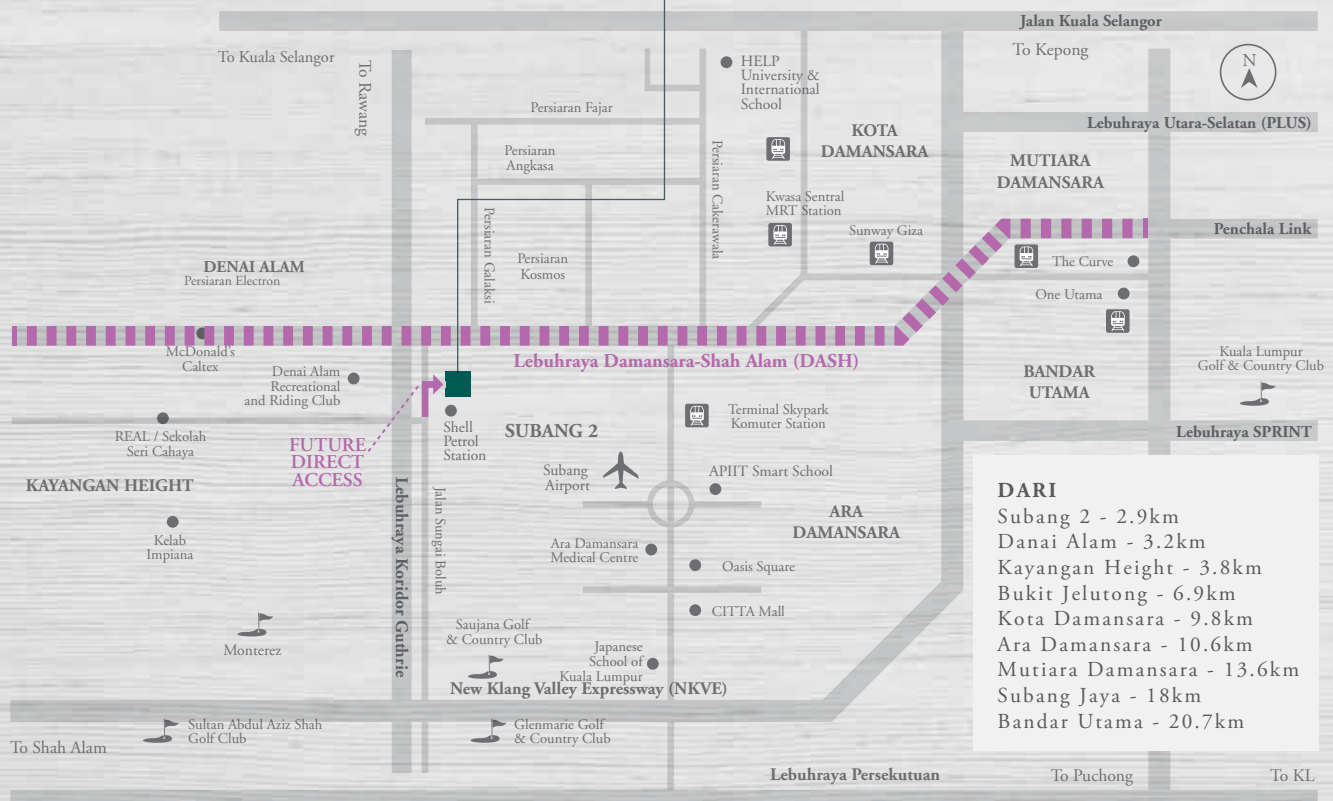 Jalan Kuala Selangor
To Kuala Selangor
To Rawang
To Kepong
N
HELP
University &
International
School
Lebuhraya Utara-Selatan (PLUS)
Persiaran Fajar
KOTA
DAMANSARA
MUTIARA
DAMANSARA
Persiaran
Angkasa
Persiaran Cakerawala
Kwasa Sentral
MRT Station
Sunway Giza
Penchala Link
Persiaran Galaksi
Persiaran
Kosmos
The Curve
DENAI ALAM
Persiaran Electron
One Utama
McDonald's
Caltex
Lebuhraya Damansara-Shah Alam (DASH)
Kuala Lumpur
Golf & Country Club
Denai Alam
Recreational
and Riding Club
BANDAR
UTAMA
Terminal Skypark
Komuter Station
Shell
Petrol
Station
SUBANG 2
REAL / Sekolah
Seri Cahaya
FUTURE
DIRECT
ACCESS
Lebuhraya SPRINT
Subang
Airport
APIIT Smart School
KAYANGAN HEIGHT
Lebuhraya Koridor Guthrie
Jalan Sungai Boluh
ARA
DAMANSARA
Kelab
Impiana
Ara Damansara
Medical Centre
Oasis Square
CITTA Mall
Monterez
Saujana Golf
& Country Club
Japanese
School of
Kuala Lumpur
New Klang Valley Expressway (NKVE)
Sultan Abdul Aziz Shah
Golf Club
Glenmarie Golf
& Country Club
To Shah Alam
Lebuhraya Persekutuan
To Puchong
To KL
DARI
Subang 2 - 2.9km
Danai Alam - 3.2km
Kayangan Height - 3.8km
Bukit Jelutong - 6.9km
Kota Damansara - 9.8km
Ara Damansara - 10.6km
Mutiara Damansara - 13.6km
Subang Jaya - 18km
Bandar Utama - 20.7km